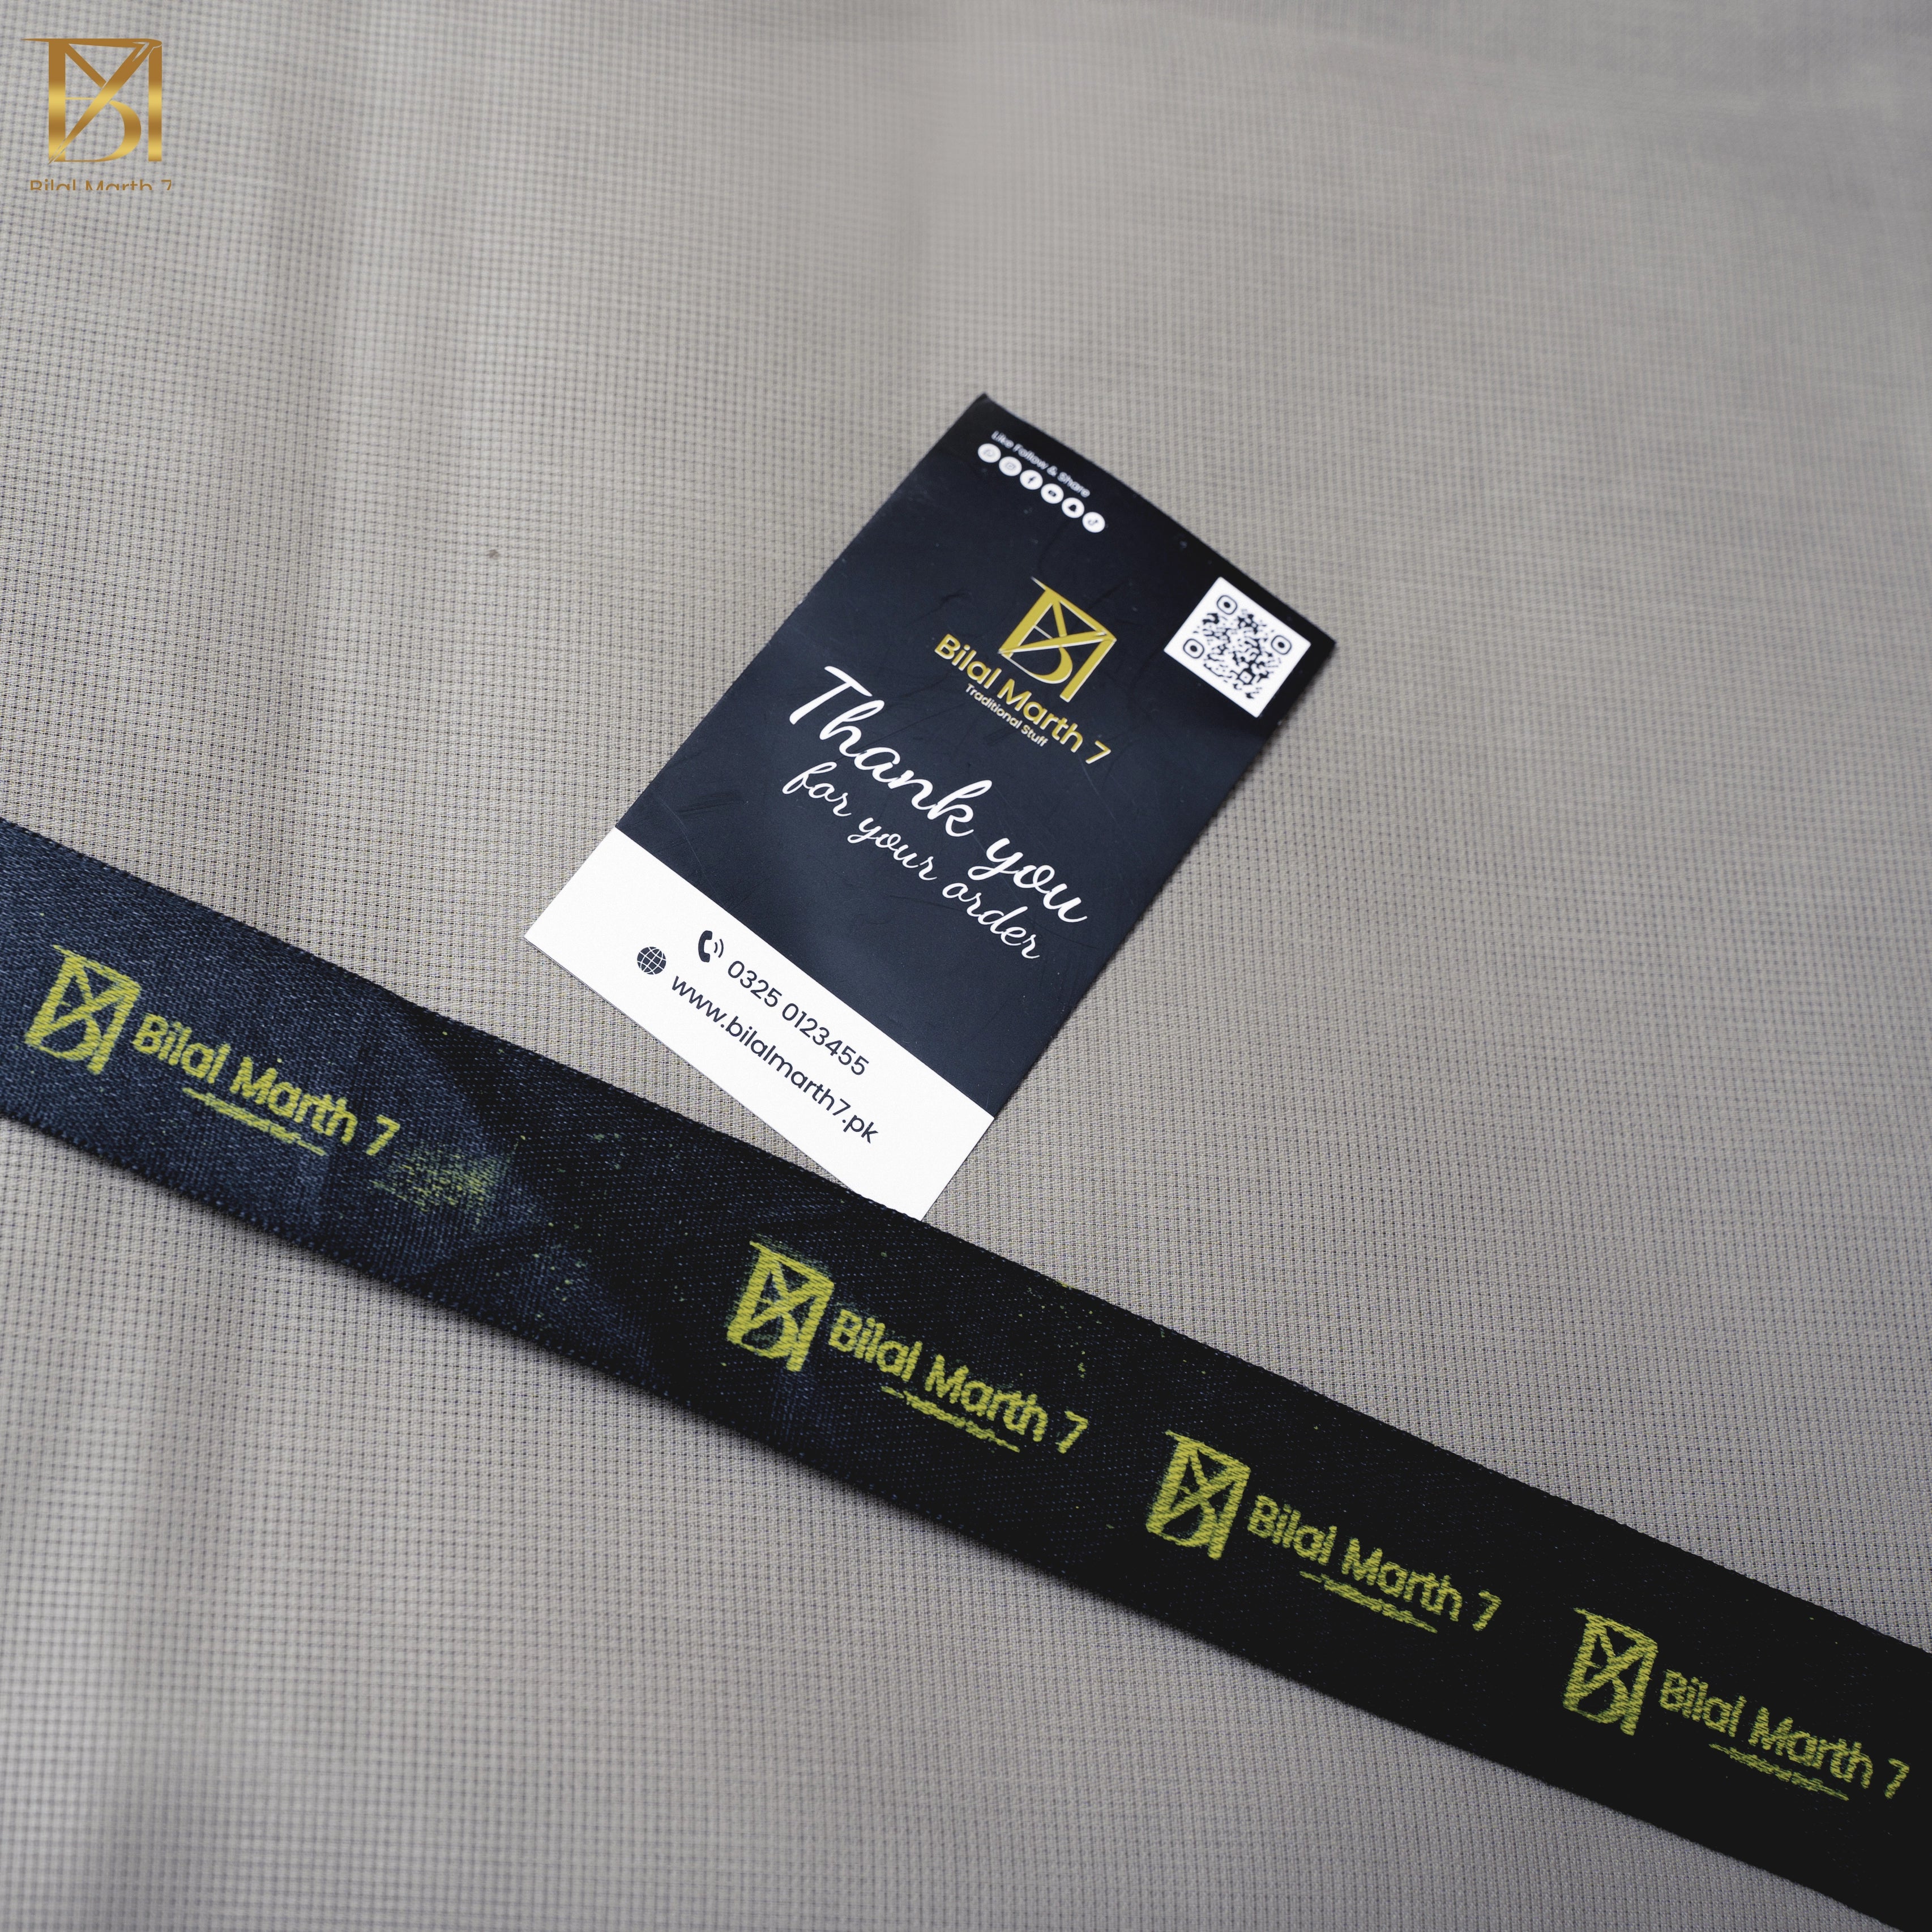 Bilal Marth 7
Like Follow & Share
Bilal Marth 7
Traditional Stuff
Thank you
for your order
0325 0123455
www.bilalmarth7.pk
Bilal Marth 7
Bilal Marth 7
Bilal Marth 7
Bilal Marth 7